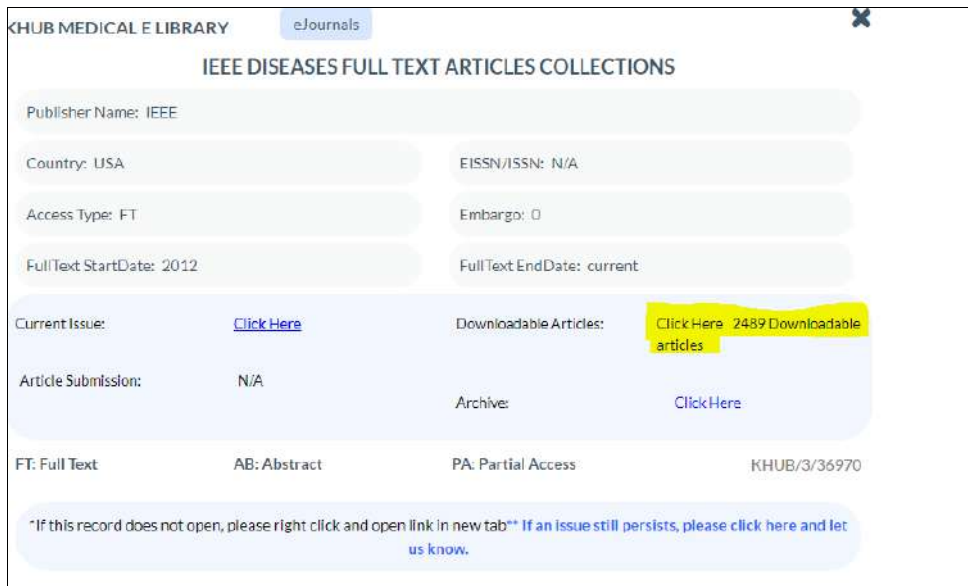 KHUB MEDICAL E LIBRARY
eJournals
IEEE DISEASES FULL TEXT ARTICLES COLLECTIONS
Publisher Name: IEEE
Country: USA
EISSN/ISSN: N/A
Access Type: FT
Embargo: 0
FullText StartDate: 2012
FullText EndDate: current
Current Issue:
Click Here
Downloadable Articles:
Click Here 2489 Downloadable
articles
Article Submission:
N/A
Archive:
Click Here
FT: Full Text
AB: Abstract
PA: Partial Access
KHUB/3/36970
*If this record does not open, please right click and open link in new tab** If an issue still persists, please click here and let
us know.